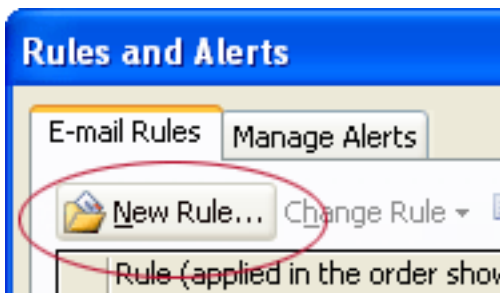 Rules and Alerts
E-mail Rules Manage Alerts
New Rule... Change Rule
Rule (applied in the order show